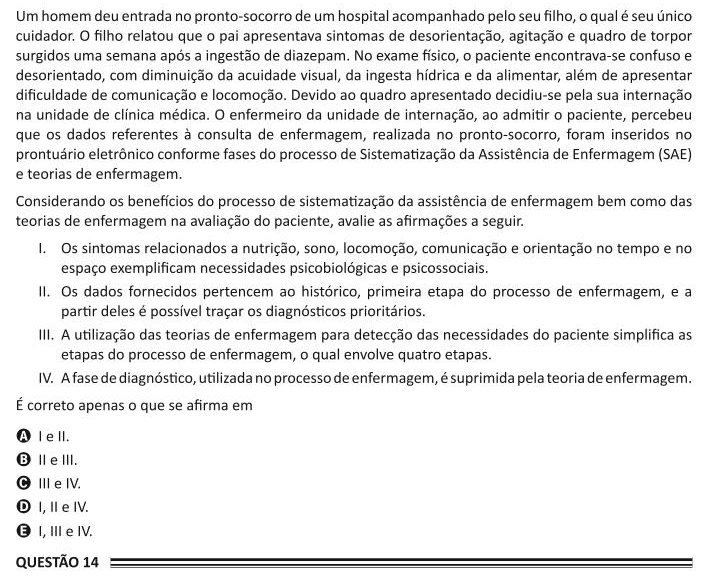 Um homem deu entrada no pronto-socorro de um hospital acompanhado pelo seu filho, o qual é seu único
cuidador. O filho relatou que o pai apresentava sintomas de desorientação, agitação e quadro de torpor
surgidos uma semana após a ingestão de diazepam. No exame físico, o paciente encontrava-se confuso e
desorientado, com diminuição da acuidade visual, da ingesta hídrica e da alimentar, além de apresentar
dificuldade de comunicação e locomoção. Devido ao quadro apresentado decidiu-se pela sua internação
na unidade de clínica médica. O enfermeiro da unidade de internação, ao admitir o paciente, percebeu
que os dados referentes à consulta de enfermagem, realizada no pronto-socorro, foram inseridos no
prontuário eletrônico conforme fases do processo de Sistematização da Assistência de Enfermagem (SAE)
e teorias de enfermagem.
Considerando os benefícios do processo de sistematização da assistência de enfermagem bem como das
teorias de enfermagem na avaliação do paciente, avalie as afirmações a seguir.
I. Os sintomas relacionados a nutrição, sono, locomoção, comunicação e orientação no tempo e no
espaço exemplificam necessidades psicobiológicas e psicossociais.
II. Os dados fornecidos pertencem ao histórico, primeira etapa do processo de enfermagem, e a
partir deles é possível traçar os diagnósticos prioritários.
III. A utilização das teorias de enfermagem para detecção das necessidades do paciente simplifica as
etapas do processo de enfermagem, o qual envolve quatro etapas.
IV. A fase de diagnóstico, utilizada no processo de enfermagem, é suprimida pela teoria de enfermagem.
É correto apenas o que se afirma em
A I e II.
B II e III.
C III e IV.
D I, II e IV.
E I, III e IV.
QUESTÃO 14